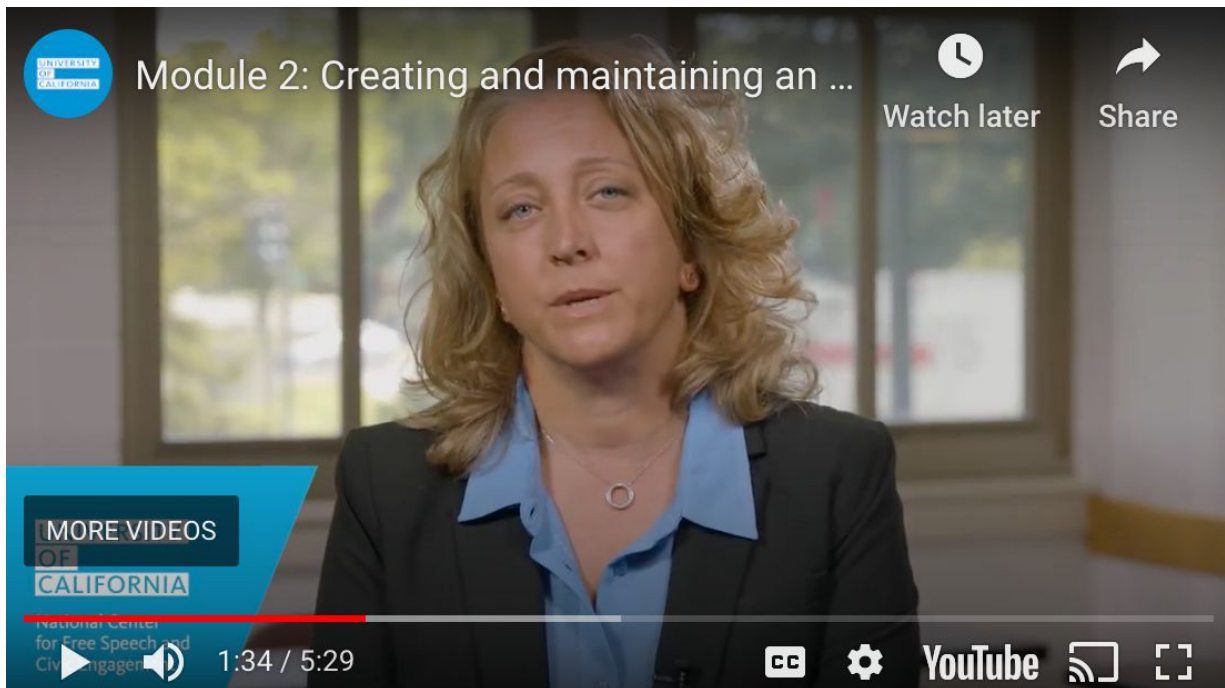 UNIVERSITY
OF
CALIFORNIA
Module 2: Creating and maintaining an ...
Watch later
Share
MORE VIDEOS
OF
CALIFORNIA
National Center
for Free Speech and
1:34 / 5:29
CC
YouTube